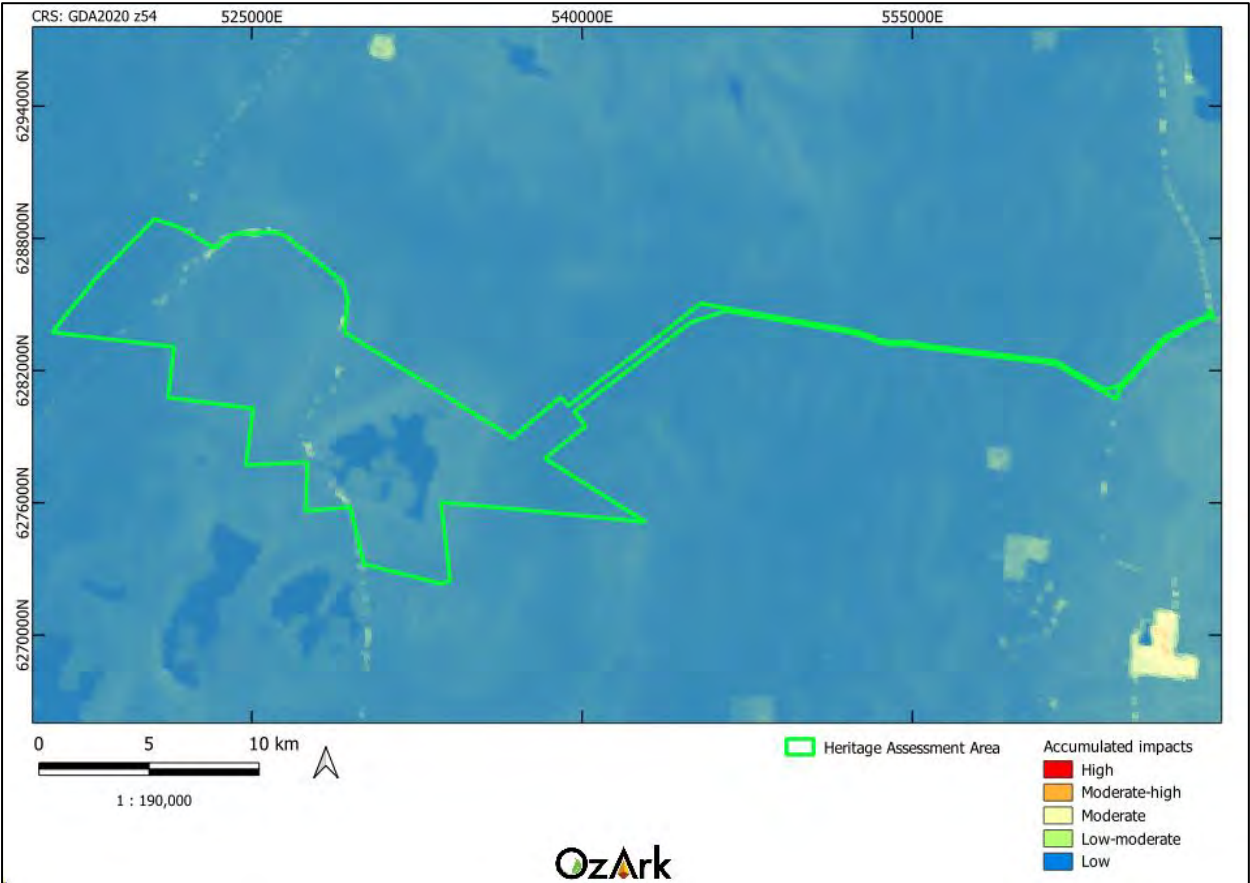 CRS: GDA2020 z54
525000E
540000E
555000E
6294000N
6288000N
6282000N
6276000N
6270000N
0 5 10 km
1 : 190,000
Heritage Assessment Area
Accumulated impacts
High
Moderate-high
Moderate
Low-moderate
Low
OzArk